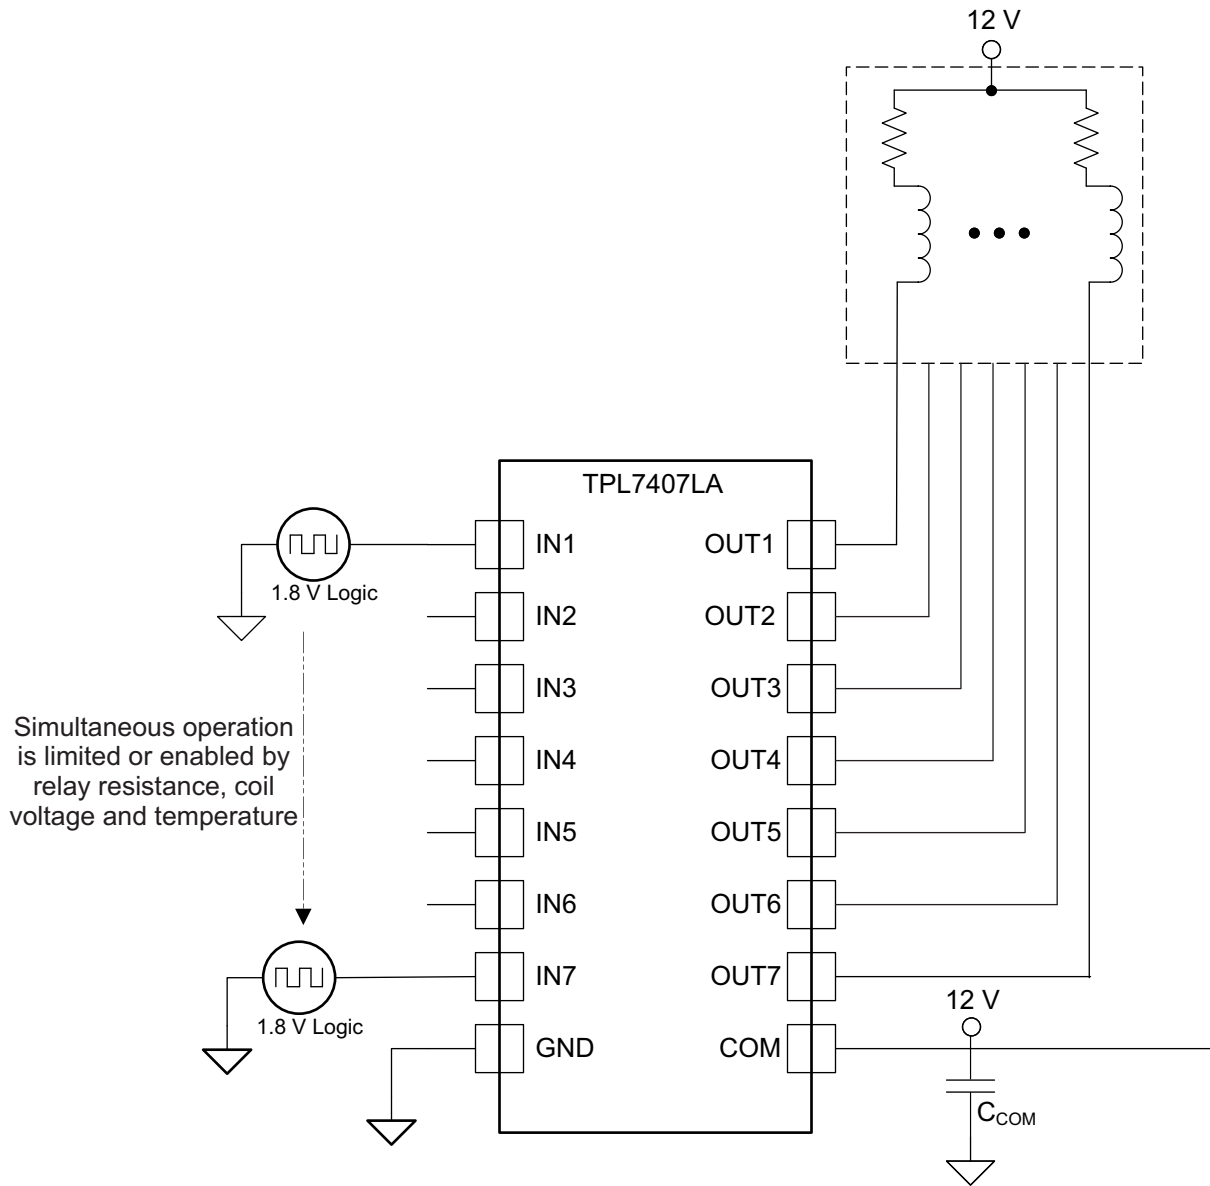 12 V
TPL7407LA
IN1
OUT1
1.8 V Logic
IN2
OUT2
IN3
OUT3
Simultaneous operation
is limited or enabled by
relay resistance, coil
voltage and temperature
IN4
OUT4
IN5
OUT5
IN6
OUT6
IN7
OUT7
1.8 V Logic
12 V
GND
COM
CCOM